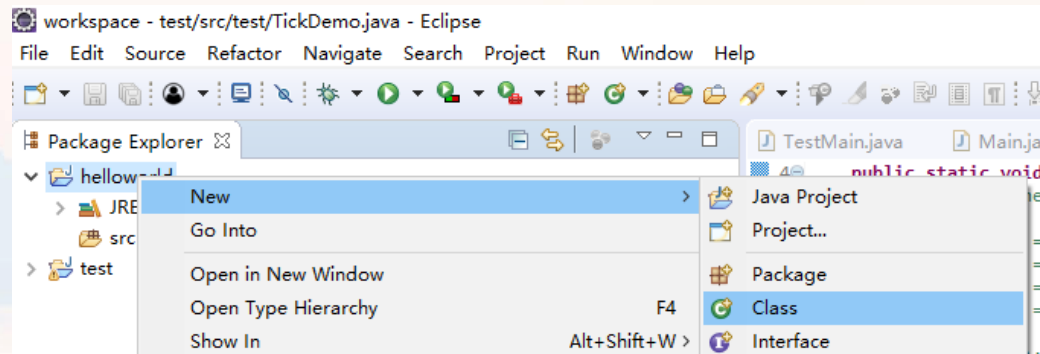 workspace - test/src/test/TickDemo.java - Eclipse
File Edit Source Refactor Navigate Search Project Run Window Help
Package Explorer
TestMain.java
Main.ja
helloworld
public static void
New
Java Project
JRE
Go Into
Project...
src
test
Open in New Window
Package
Open Type Hierarchy F4
Class
Show In Alt+Shift+W >
Interface